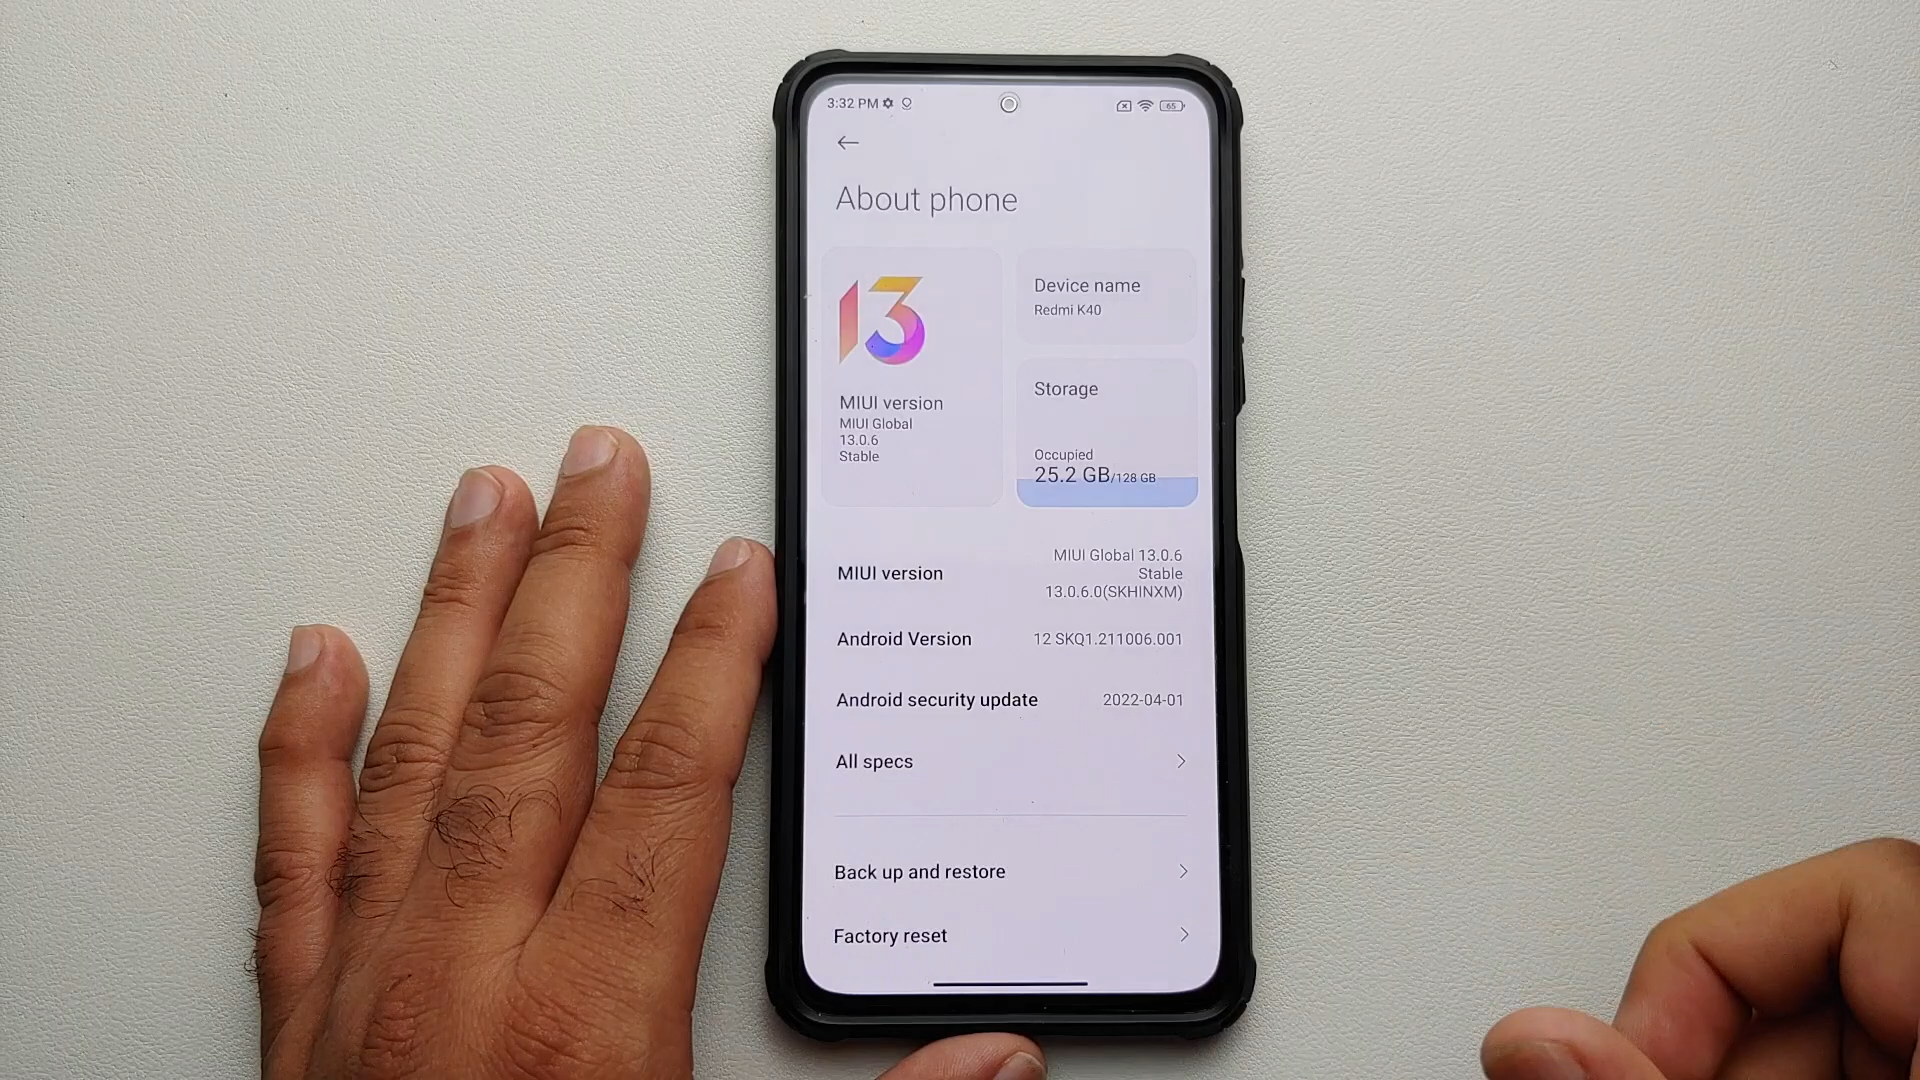 3:32 PM
65
About phone
13
MIUI version
MIUI Global
13.0.6
Stable
Device name
Redmi K40
Storage
Occupied
25.2 GB/128 GB
MIUI version
MIUI Global 13.0.6
Stable
13.0.6.0(SKHINXM)
Android Version 12 SKQ1.211006.001
Android security update 2022-04-01
All specs
Back up and restore
Factory reset